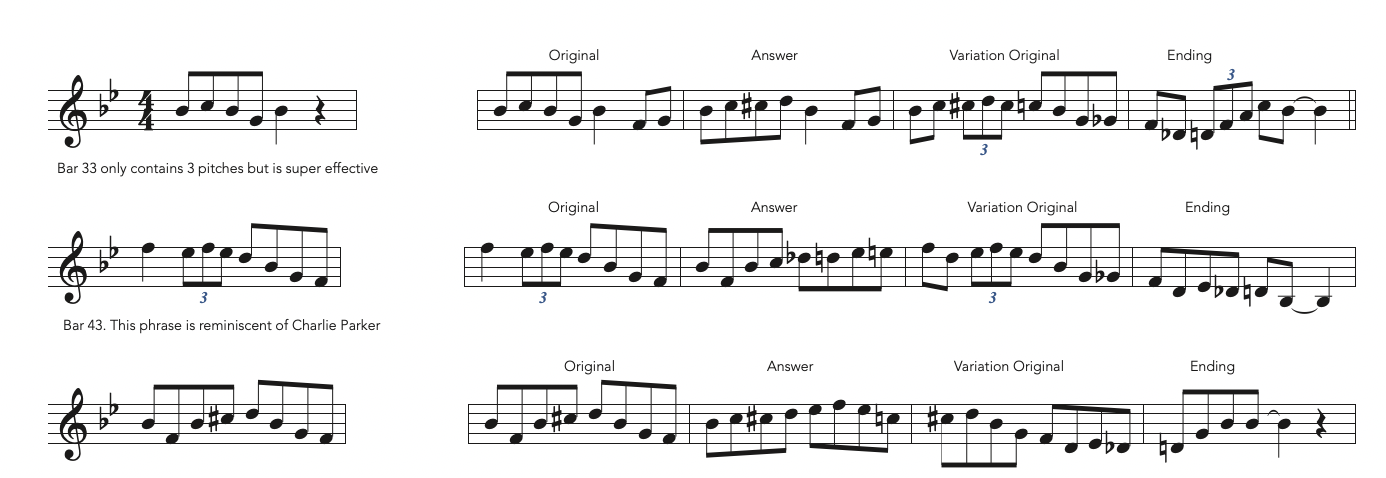 Original Answer Variation Original Ending
3
4
4
3
Bar 33 only contains 3 pitches but is super effective
Original Answer Variation Original Ending
3 3 3
Bar 43. This phrase is reminiscent of Charlie Parker
Original Answer Variation Original Ending